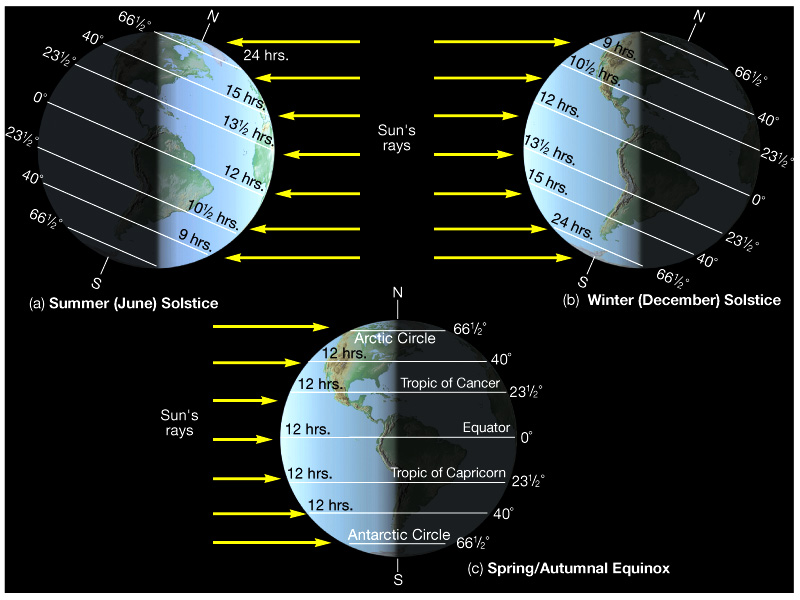 N
66½°
40°
23½°
0°
23½°
40°
66½°
24 hrs.
15 hrs.
13½ hrs.
12 hrs.
10½ hrs.
9 hrs.
S
(a) Summer (June) Solstice
Sun's
rays
N
9 hrs.
10½ hrs.
12 hrs.
13½ hrs.
15 hrs.
24 hrs.
66½°
40°
23½°
0°
23½°
40°
66½°
S
(b) Winter (December) Solstice
N
Sun's
rays
Arctic Circle 66½°
12 hrs. 40°
12 hrs. Tropic of Cancer 23½°
12 hrs. Equator 0°
12 hrs. Tropic of Capricorn 23½°
12 hrs. 40°
Antarctic Circle 66½°
S
(c) Spring/Autumnal Equinox